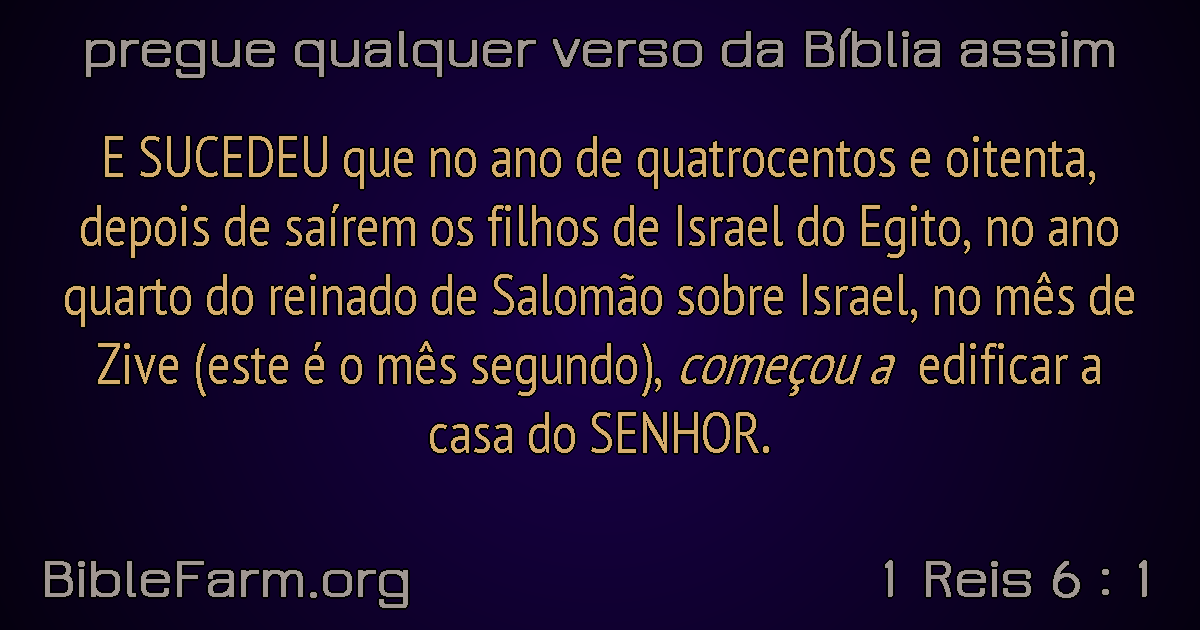 pregue qualquer verso da Bíblia assim
E SUCEDEU que no ano de quatrocentos e oitenta,
depois de saírem os filhos de Israel do Egito, no ano
quarto do reinado de Salomão sobre Israel, no mês de
Zive (este é o mês segundo), começou a edificar a
casa do SENHOR.
BibleFarm.org
1 Reis 6 : 1